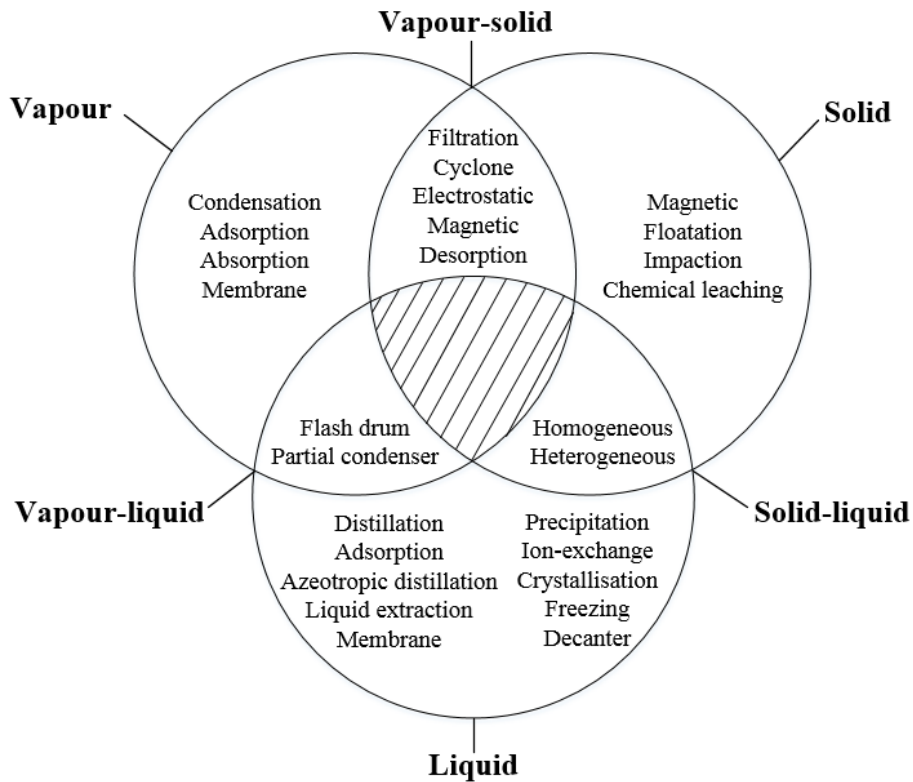 Vapour-solid
Vapour
Solid
Filtration
Cyclone
Electrostatic
Magnetic
Desorption
Condensation
Adsorption
Absorption
Membrane
Magnetic
Floatation
Impaction
Chemical leaching
Flash drum
Partial condenser
Homogeneous
Heterogeneous
Vapour-liquid
Solid-liquid
Distillation
Adsorption
Azeotropic distillation
Liquid extraction
Membrane
Precipitation
Ion-exchange
Crystallisation
Freezing
Decanter
Liquid